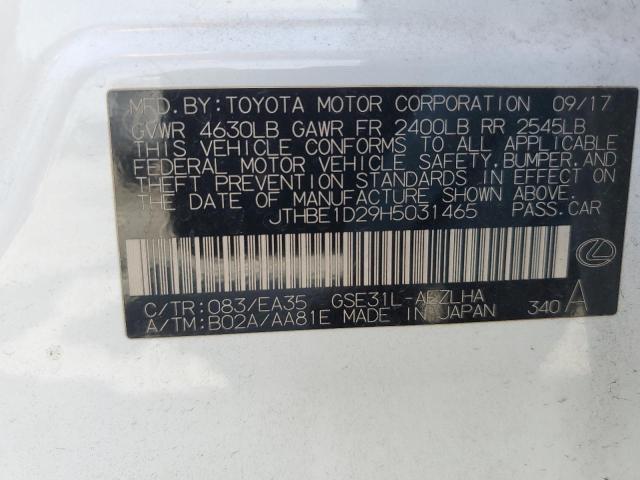 MFD.BY:TOYOTA MOTOR CORPORATION 09/17
GVWR 4630LB GAWR FR 2400LB RR 2545LB
THIS VEHICLE CONFORMS TO ALL APPLICABLE
FEDERAL MOTOR VEHICLE SAFETY,BUMPER,AND
THEFT PREVENTION STANDARDS IN EFFECT ON
THE DATE OF MANUFACTURE SHOWN ABOVE.
JTHBE1D29H5031465 PASS.CAR
C/TR:083/EA35 GSE31L-AEZLHA
A/TM:B02A/AA81E MADE IN JAPAN 340 A